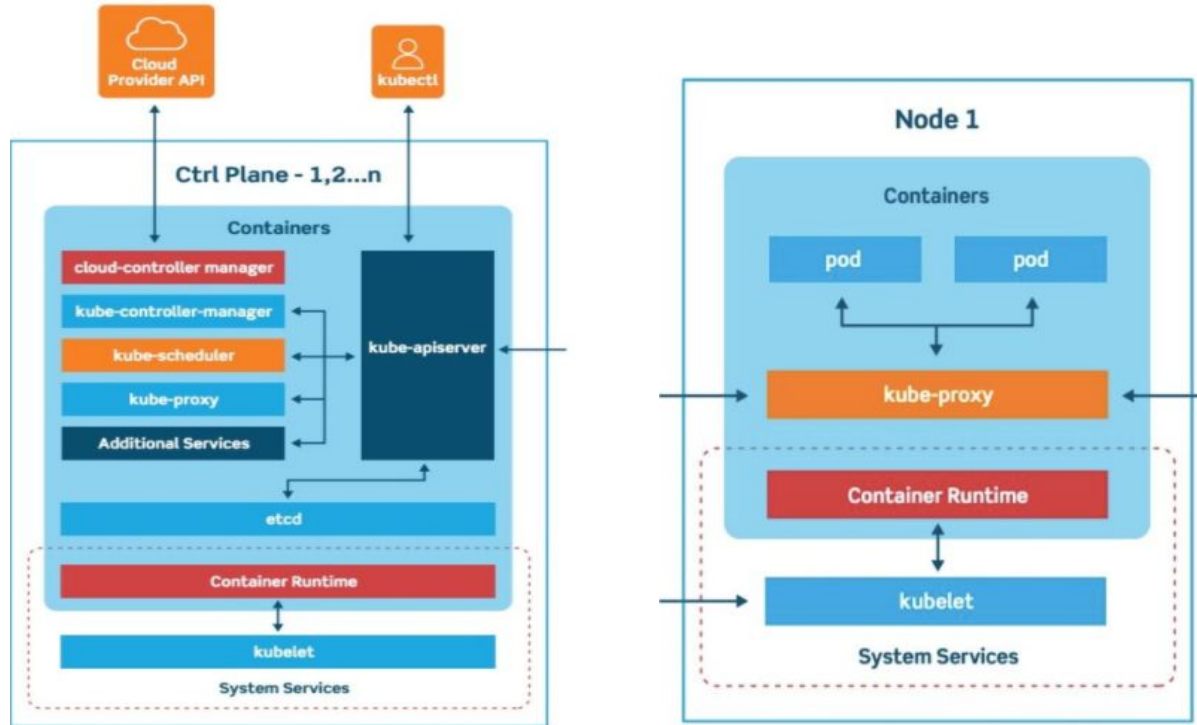 Cloud
Provider API
kubectl
Ctrl Plane - 1,2...n
Containers
cloud-controller manager
kube-controller-manager
kube-scheduler
kube-proxy
Additional Services
kube-apiserver
etcd
Container Runtime
kubelet
System Services
Node 1
Containers
pod
pod
kube-proxy
Container Runtime
kubelet
System Services